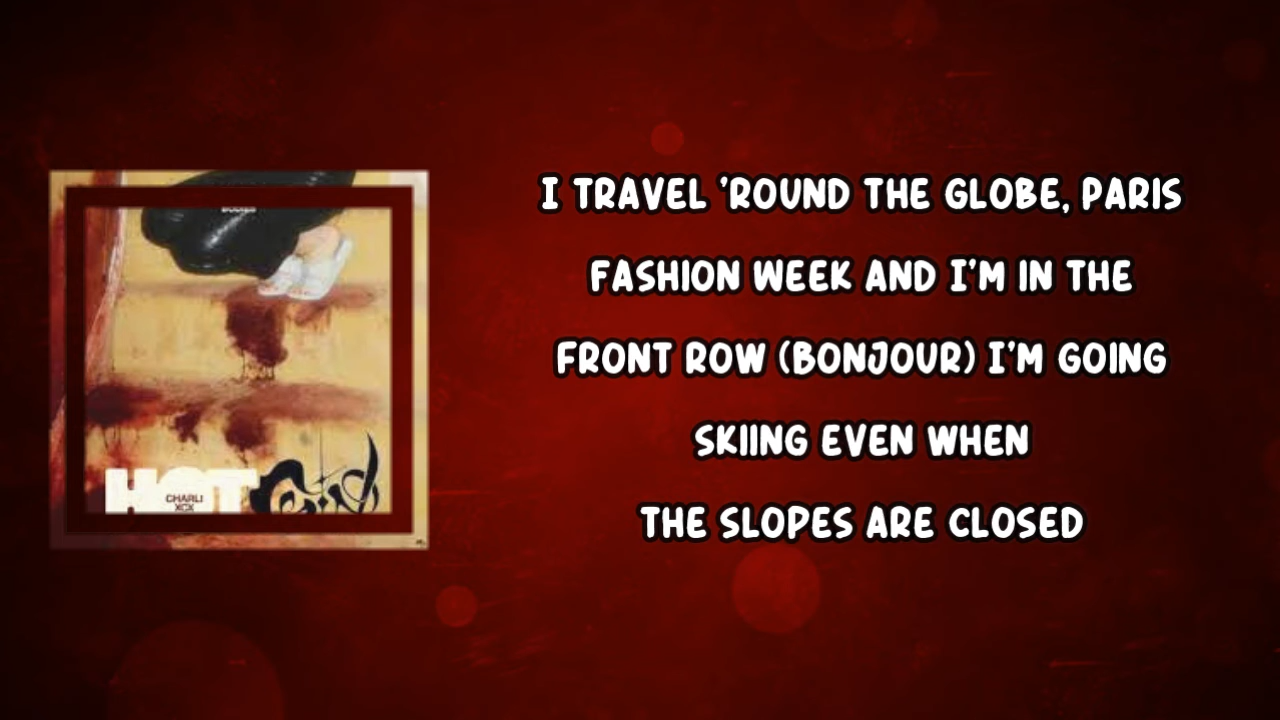 I TRAVEL 'ROUND THE GLOBE, PARIS
FASHION WEEK AND I'M IN THE
FRONT ROW (BONJOUR) I'M GOING
SKIING EVEN WHEN
THE SLOPES ARE CLOSED
HOT
CHARLI
XCX